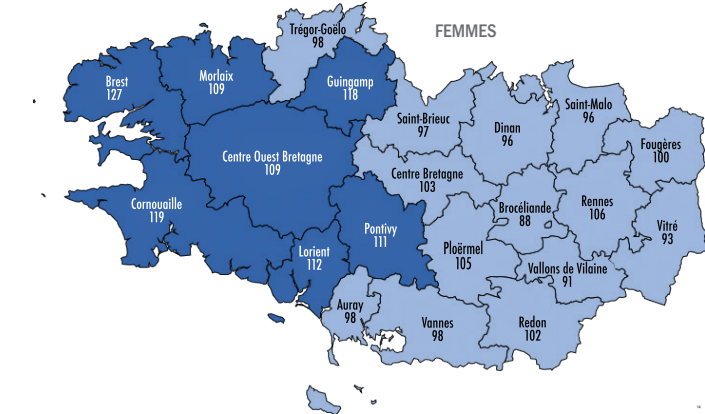 FEMMES
Trégor-Goëlo
98
Brest
127
Morlaix
109
Guingamp
118
Saint-Brieuc
97
Dinan
96
Saint-Malo
96
Fougères
100
Centre Ouest Bretagne
109
Centre Bretagne
103
Cornouaille
119
Brocéliande
88
Rennes
106
Vitré
93
Pontivy
111
Ploërmel
105
Lorient
112
Vallons de Vilaine
91
Auray
98
Vannes
98
Redon
102